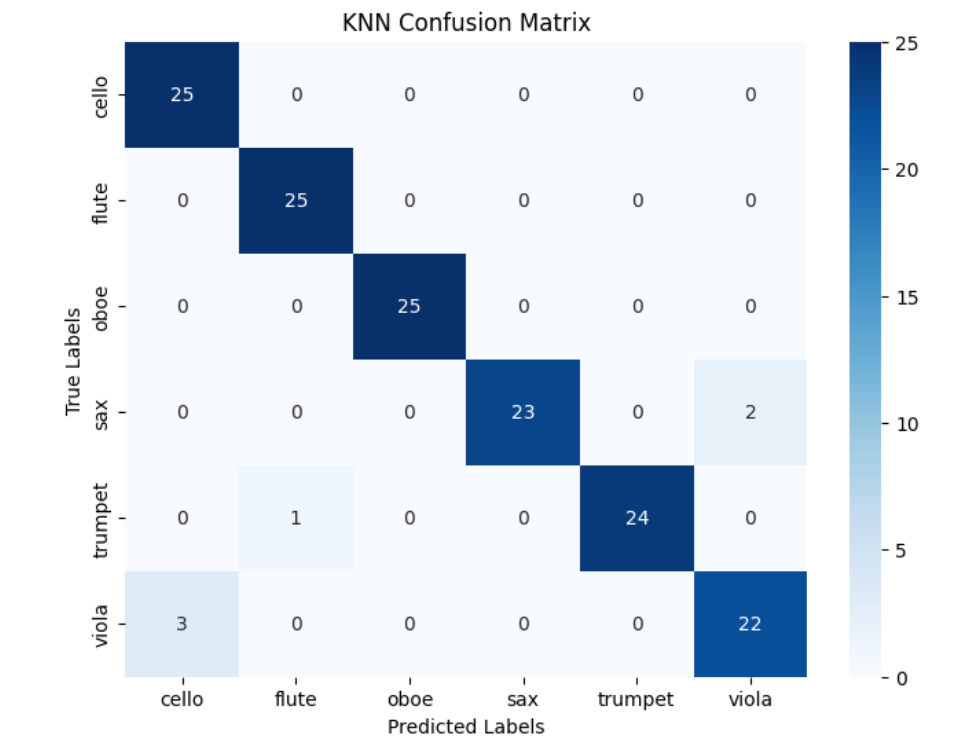 KNN Confusion Matrix
True Labels
cello 25 0 0 0 0 0
flute 0 25 0 0 0 0
oboe 0 0 25 0 0 0
sax 0 0 0 23 0 2
trumpet 0 1 0 0 24 0
viola 3 0 0 0 0 22
cello flute oboe sax trumpet viola
Predicted Labels
25
20
15
10
5
0